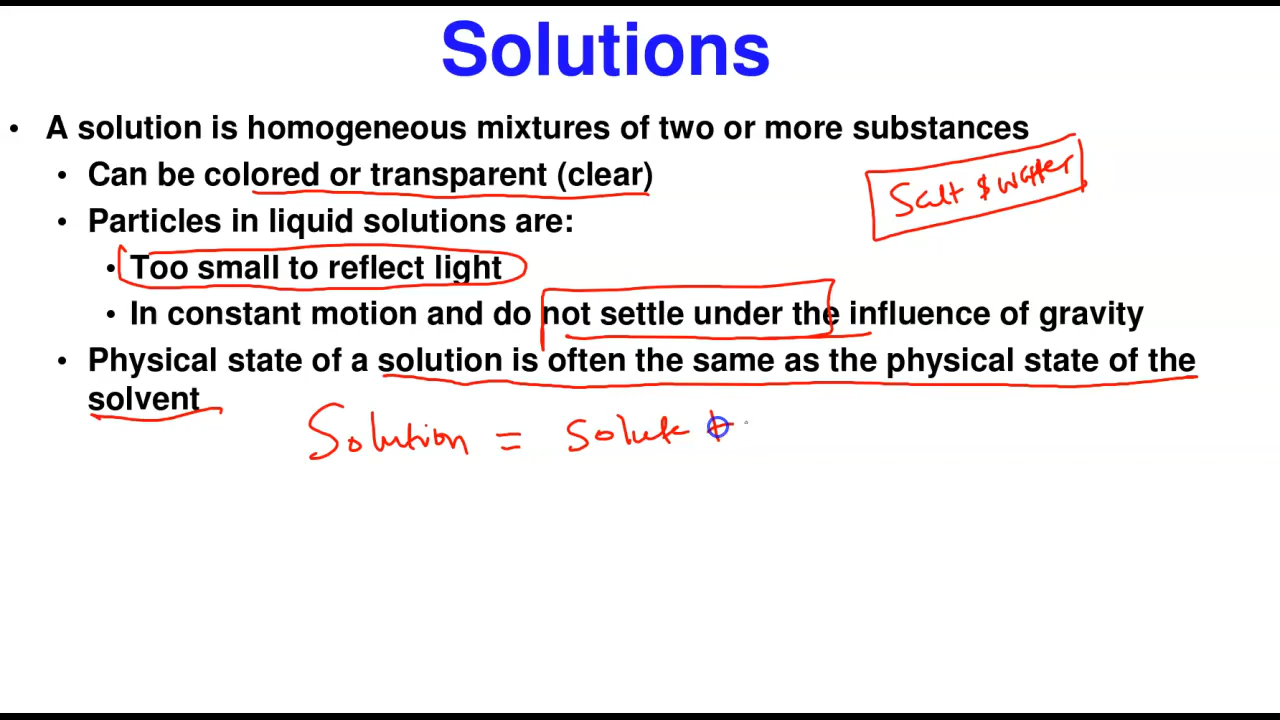 Solutions
• A solution is homogeneous mixtures of two or more substances
• Can be colored or transparent (clear)
Salt & water
• Particles in liquid solutions are:
• Too small to reflect light
• In constant motion and do not settle under the influence of gravity
• Physical state of a solution is often the same as the physical state of the
solvent
Solution = Solute +